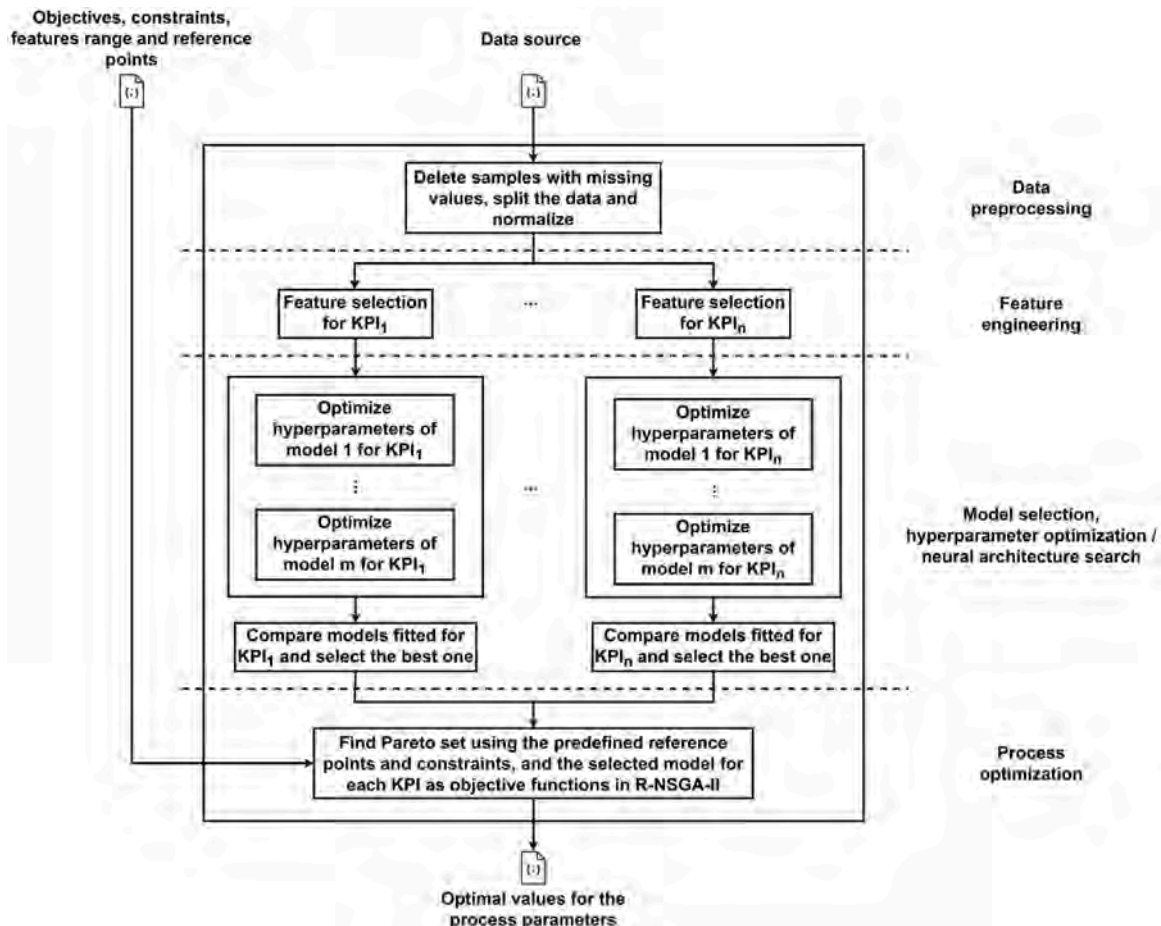 Objectives, constraints,
features range and reference
points
Data source
{;}
{;}
Delete samples with missing
values, split the data and
normalize
Data
preprocessing
Feature selection
for KPI₁
...
Feature selection
for KPIₙ
Feature
engineering
Optimize
hyperparameters of
model 1 for KPI₁
⋮
Optimize
hyperparameters of
model m for KPI₁
...
Optimize
hyperparameters of
model 1 for KPIₙ
⋮
Optimize
hyperparameters of
model m for KPIₙ
Model selection,
hyperparameter optimization /
neural architecture search
Compare models fitted for
KPI₁ and select the best one
Compare models fitted for
KPIₙ and select the best one
Find Pareto set using the predefined reference
points and constraints, and the selected model for
each KPI as objective functions in R-NSGA-II
Process
optimization
{;}
Optimal values for the
process parameters